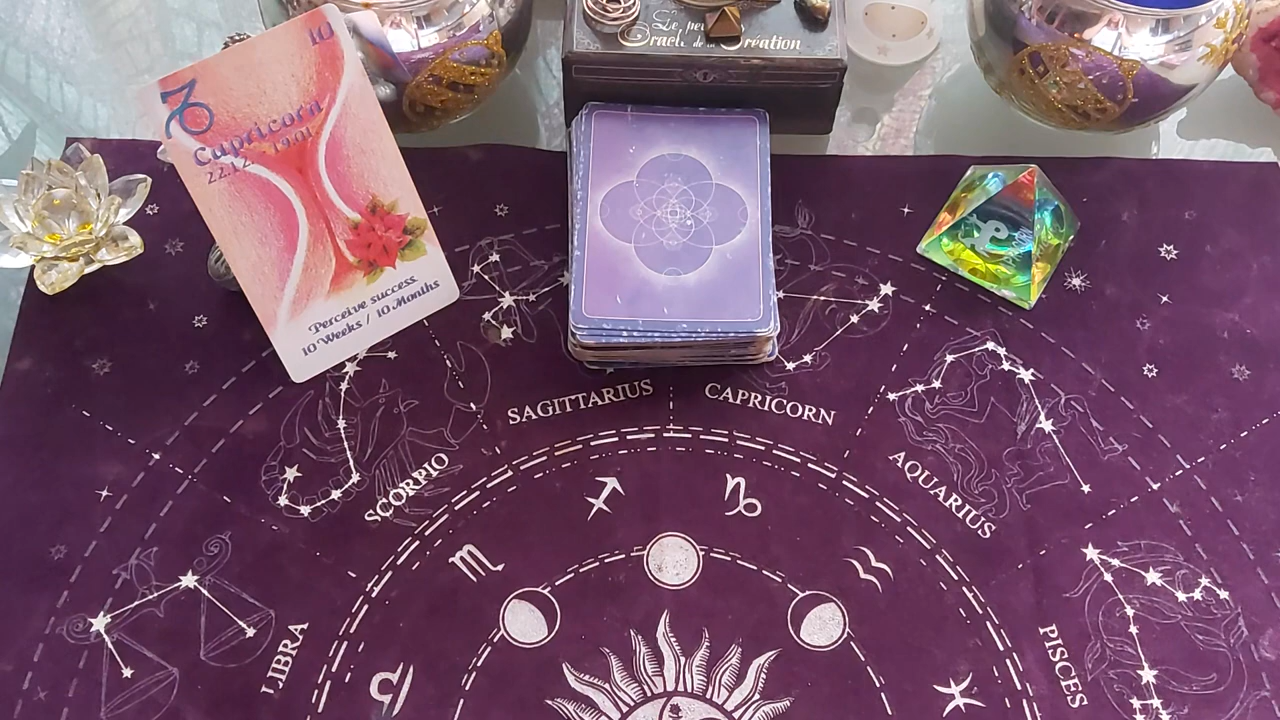 10
Capricorn
22.12 - 19.01
Perceive success
10 Weeks / 10 Months
Le
Oracle de la Création
SAGITTARIUS
CAPRICORN
SCORPIO
AQUARIUS
LIBRA
PISCES